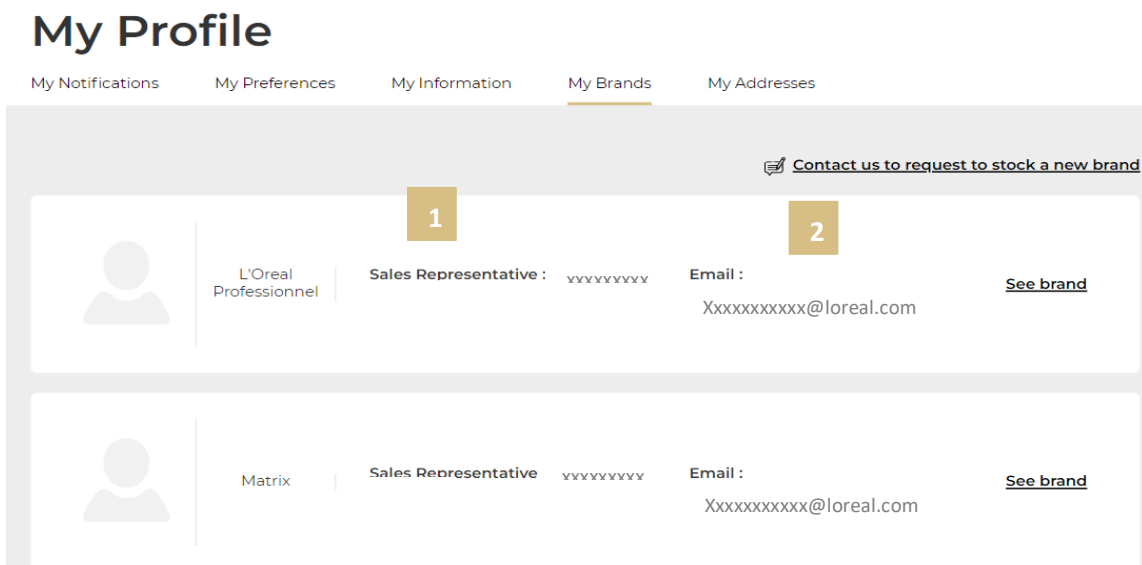 My Profile
My Notifications My Preferences My Information My Brands My Addresses
Contact us to request to stock a new brand
1 2
L'Oreal
Professionnel
Sales Representative : xxxxxxxxx Email :
Xxxxxxxxxxx@loreal.com
See brand
Matrix
Sales Representative xxxxxxxxx Email :
Xxxxxxxxxxx@loreal.com
See brand